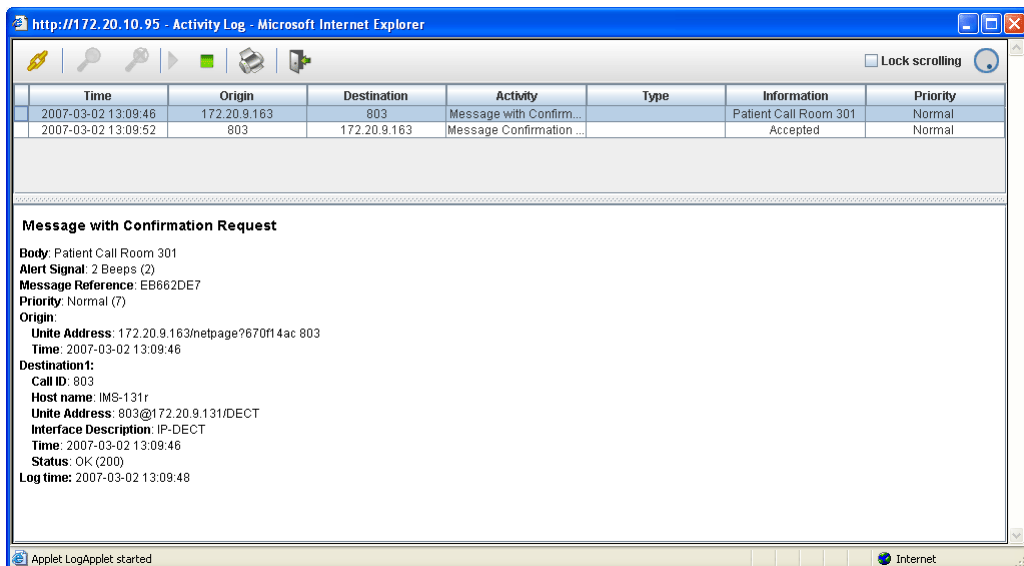 http://172.20.10.95 - Activity Log - Microsoft Internet Explorer
Lock scrolling
Time Origin Destination Activity Type Information Priority
2007-03-02 13:09:46 172.20.9.163 803 Message with Confirm... Patient Call Room 301 Normal
2007-03-02 13:09:52 803 172.20.9.163 Message Confirmation ... Accepted Normal
Message with Confirmation Request
Body: Patient Call Room 301
Alert Signal: 2 Beeps (2)
Message Reference: EB662DE7
Priority: Normal (7)
Origin:
Unite Address: 172.20.9.163/netpage?670f14ac 803
Time: 2007-03-02 13:09:46
Destination1:
Call ID: 803
Host name: IMS-131r
Unite Address: 803@172.20.9.131/DECT
Interface Description: IP-DECT
Time: 2007-03-02 13:09:46
Status: OK (200)
Log time: 2007-03-02 13:09:48
Applet LogApplet started Internet